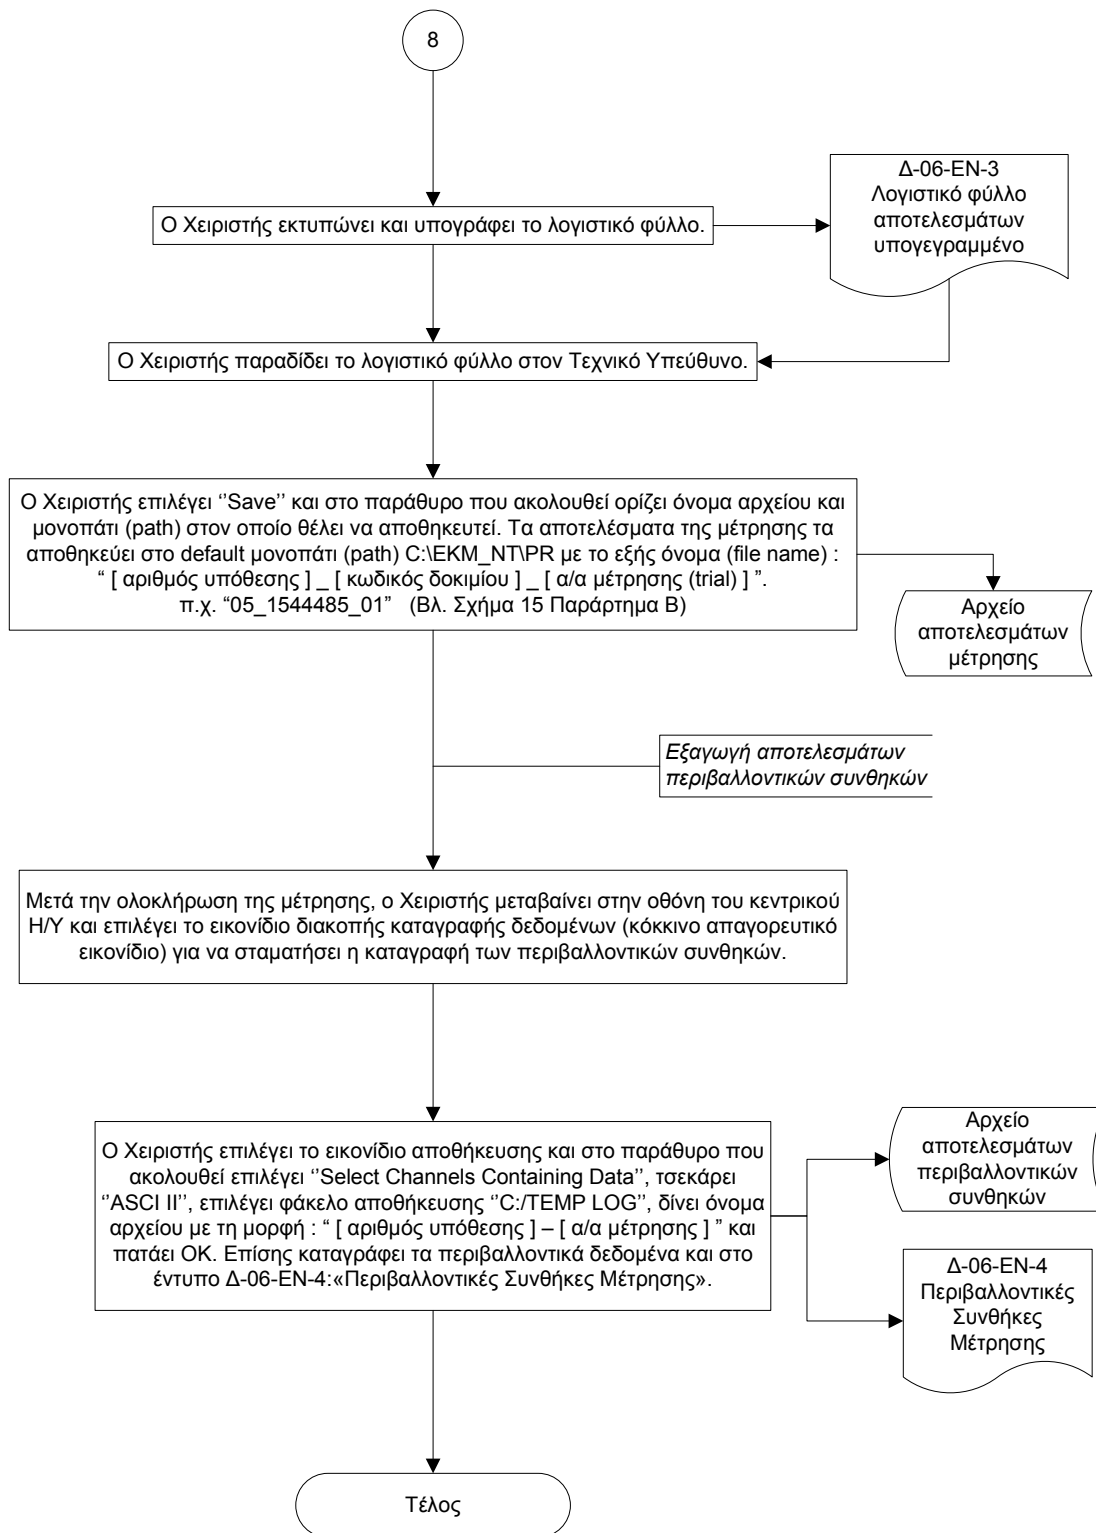 8
Ο Χειριστής εκτυπώνει και υπογράφει το λογιστικό φύλλο.
Δ-06-ΕΝ-3
Λογιστικό φύλλο
αποτελεσμάτων
υπογεγραμμένο
Ο Χειριστής παραδίδει το λογιστικό φύλλο στον Τεχνικό Υπεύθυνο.
Ο Χειριστής επιλέγει ‘’Save’’ και στο παράθυρο που ακολουθεί ορίζει όνομα αρχείου και
μονοπάτι (path) στον οποίο θέλει να αποθηκευτεί. Τα αποτελέσματα της μέτρησης τα
αποθηκεύει στο default μονοπάτι (path) C:\EKM_NT\PR με το εξής όνομα (file name) :
“ [ αριθμός υπόθεσης ] _ [ κωδικός δοκιμίου ] _ [ α/α μέτρησης (trial) ] ”.
π.χ. “05_1544485_01” (Βλ. Σχήμα 15 Παράρτημα Β)
Αρχείο
αποτελεσμάτων
μέτρησης
Εξαγωγή αποτελεσμάτων
περιβαλλοντικών συνθηκών
Μετά την ολοκλήρωση της μέτρησης, ο Χειριστής μεταβαίνει στην οθόνη του κεντρικού
Η/Υ και επιλέγει το εικονίδιο διακοπής καταγραφής δεδομένων (κόκκινο απαγορευτικό
εικονίδιο) για να σταματήσει η καταγραφή των περιβαλλοντικών συνθηκών.
Ο Χειριστής επιλέγει το εικονίδιο αποθήκευσης και στο παράθυρο που
ακολουθεί επιλέγει ‘’Select Channels Containing Data’’, τσεκάρει
‘’ASCI II’’, επιλέγει φάκελο αποθήκευσης ‘’C:/TEMP LOG’’, δίνει όνομα
αρχείου με τη μορφή : “ [ αριθμός υπόθεσης ] – [ α/α μέτρησης ] ” και
πατάει ΟΚ. Επίσης καταγράφει τα περιβαλλοντικά δεδομένα και στο
έντυπο Δ-06-ΕΝ-4:«Περιβαλλοντικές Συνθήκες Μέτρησης».
Αρχείο
αποτελεσμάτων
περιβαλλοντικών
συνθηκών
Δ-06-ΕΝ-4
Περιβαλλοντικές
Συνθήκες
Μέτρησης
Τέλος